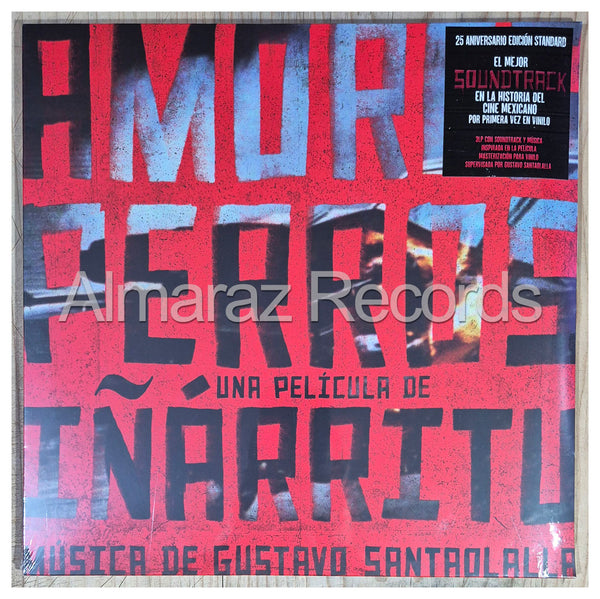 AMORES
25 ANIVERSARIO EDICIÓN STANDARD
EL MEJOR
SOUNDTRACK
EN LA HISTORIA DEL
CINE MEXICANO
POR PRIMERA VEZ EN VINILO
2LP CON SOUNDTRACK Y MÚSICA
INSPIRADA EN LA PELÍCULA
MASTERIZACIÓN PARA VINILO
SUPERVISADA POR GUSTAVO SANTAOLALLA
PERROS
Almaraz Records
UNA PELÍCULA DE
IÑÁRRITU
MÚSICA DE GUSTAVO SANTAOLALLA